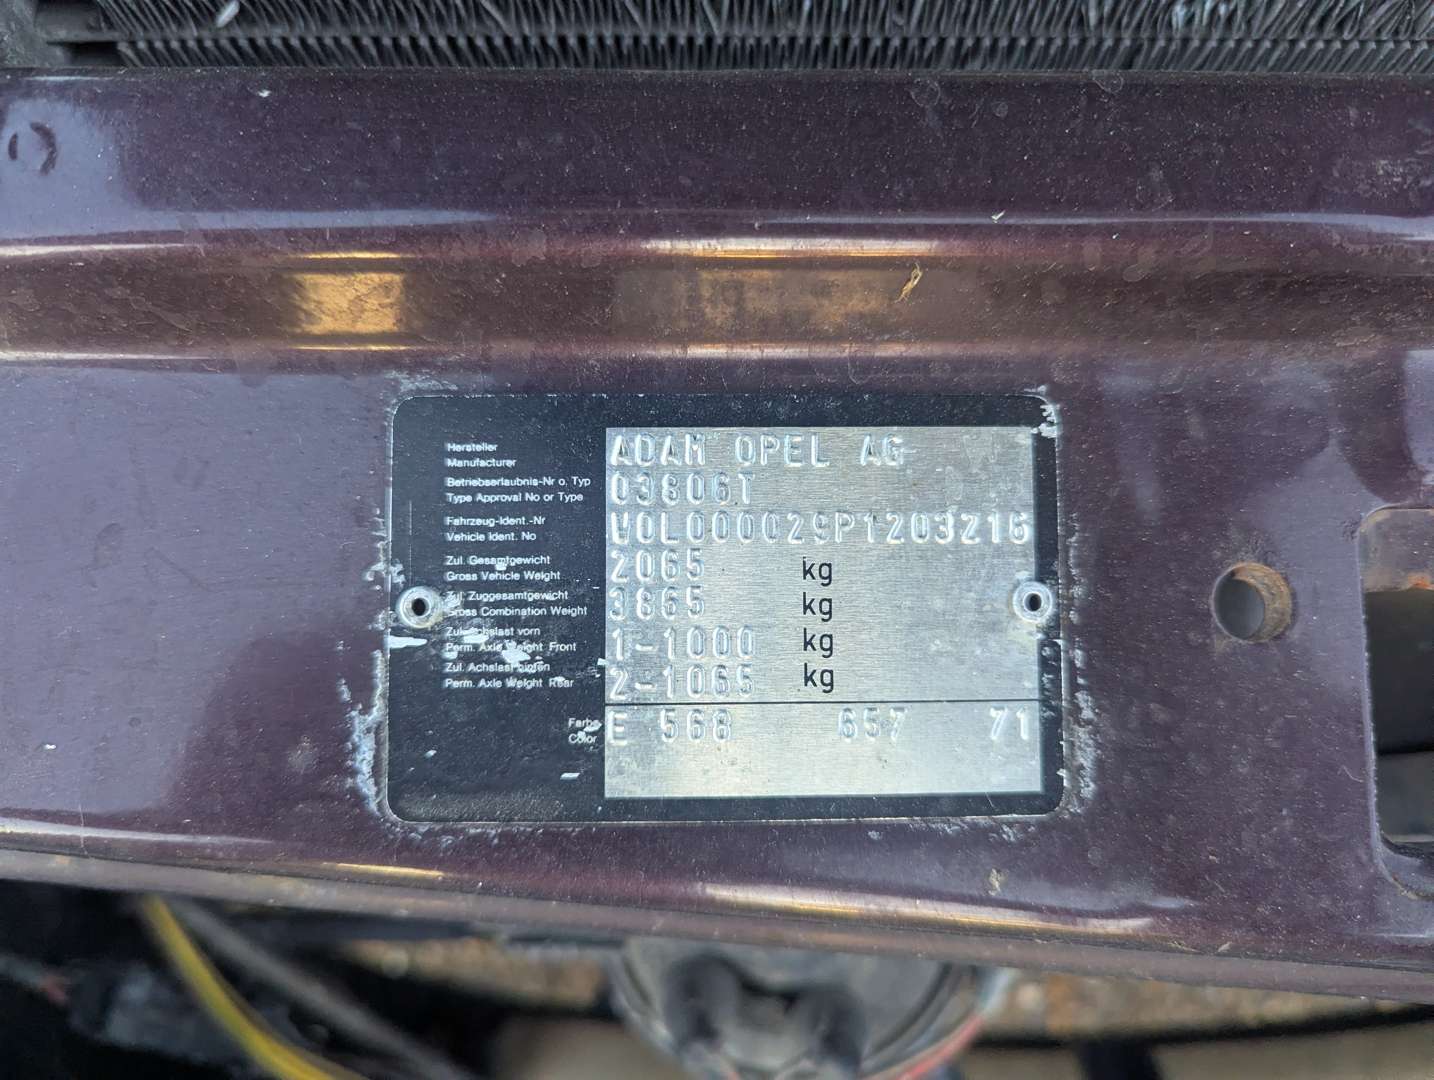 Hersteller
Manufacturer
ADAM OPEL AG
Betriebserlaubnis-Nr o. Typ
Type Approval No or Type
03806T
Fahrzeug-Ident.-Nr
Vehicle Ident. No
W0L000029P1203216
Zul. Gesamtgewicht
Gross Vehicle Weight
2065 kg
Zul. Zuggesamtgewicht
Gross Combination Weight
3865 kg
Zul. Achslast vorn
Perm. Axle Weight Front
1-1000 kg
Zul. Achslast hinten
Perm. Axle Weight Rear
2-1065 kg
Farbe
Color
E 568 657 71